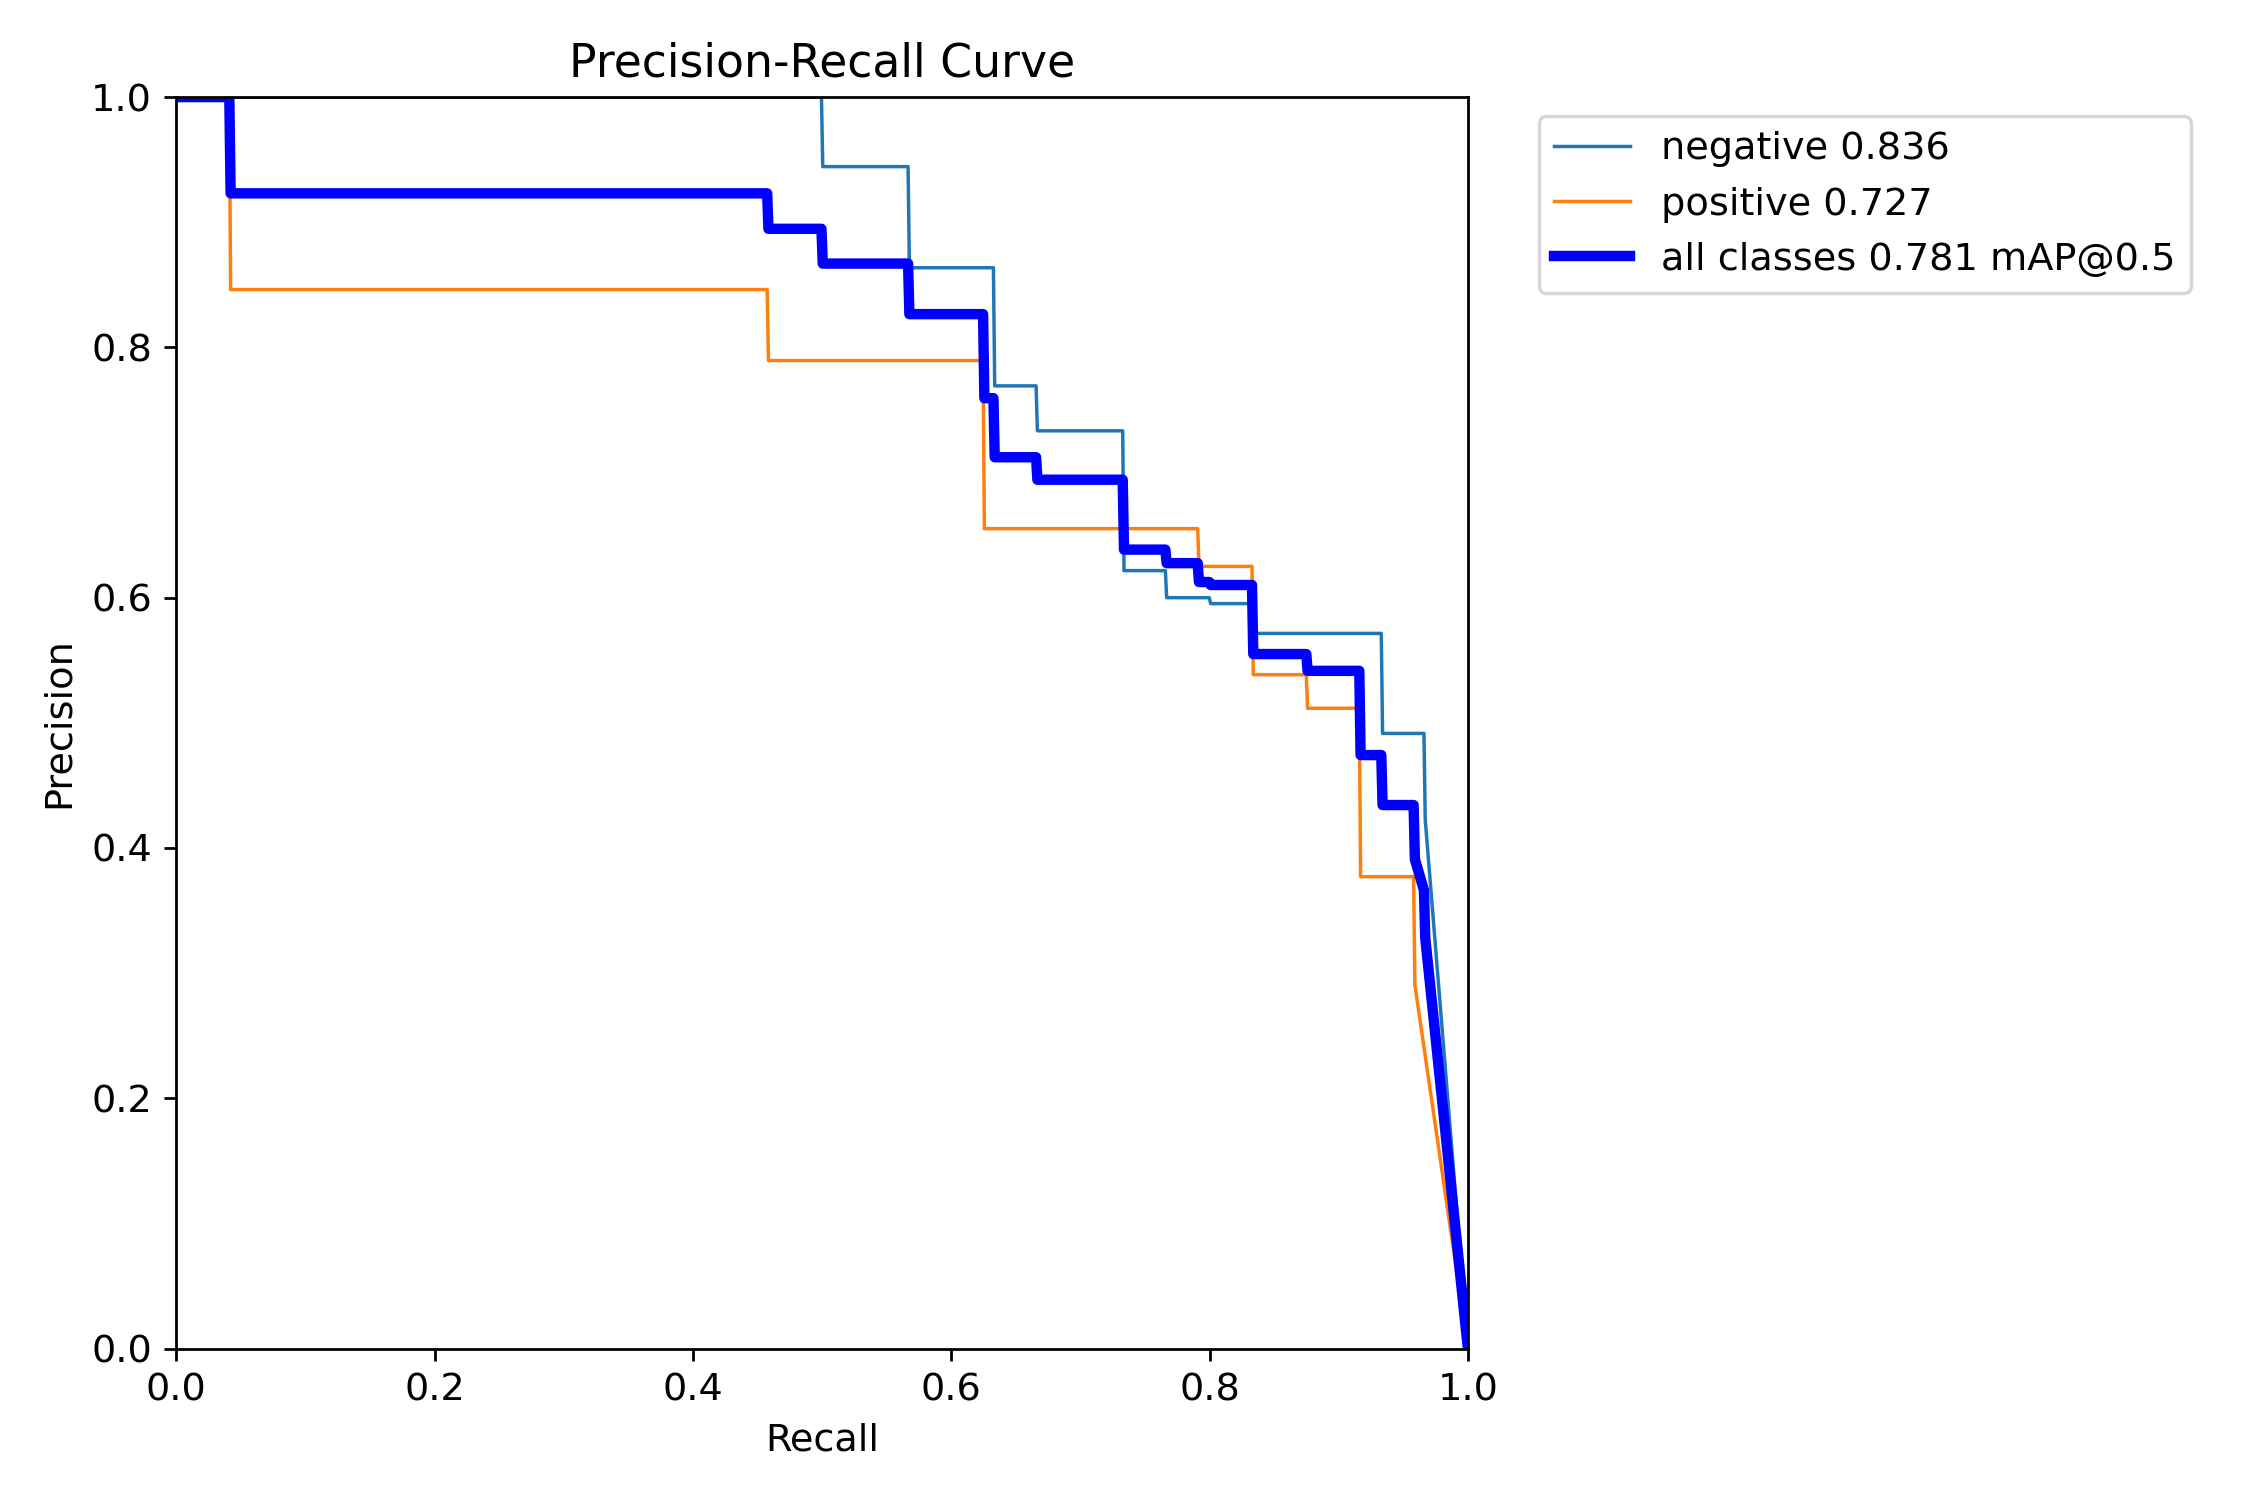 Precision-Recall Curve
1.0
0.8
0.6
0.4
0.2
0.0
Precision
0.0 0.2 0.4 0.6 0.8 1.0
Recall
negative 0.836
positive 0.727
all classes 0.781 mAP@0.5